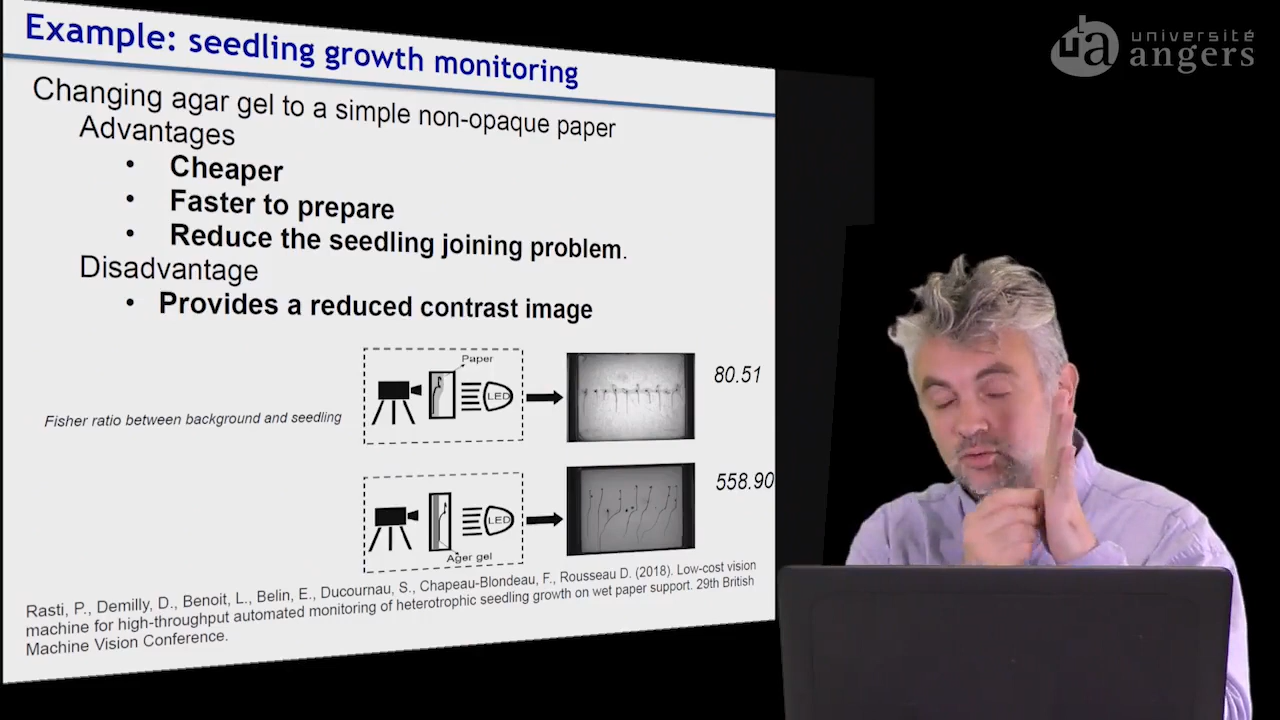 Example: seedling growth monitoring
université
angers
Changing agar gel to a simple non-opaque paper
Advantages
• Cheaper
• Faster to prepare
• Reduce the seedling joining problem.
Disadvantage
• Provides a reduced contrast image
Paper
LED
80.51
Fisher ratio between background and seedling
LED
558.90
Ager gel
Rasti, P., Demilly, D., Benoit, L., Belin, E., Ducournau, S., Chapeau-Blondeau, F., Rousseau D. (2018). Low-cost vision
machine for high-throughput automated monitoring of heterotrophic seedling growth on wet paper support. 29th British
Machine Vision Conference.